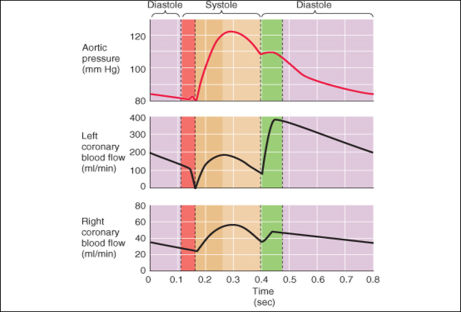 Diastole Systole Diastole
Aortic
pressure
(mm Hg)
120
100
80
Left
coronary
blood flow
(ml/min)
400
300
200
100
0
Right
coronary
blood flow
(ml/min)
80
60
40
20
0
0 0.1 0.2 0.3 0.4 0.5 0.6 0.7 0.8
Time
(sec)